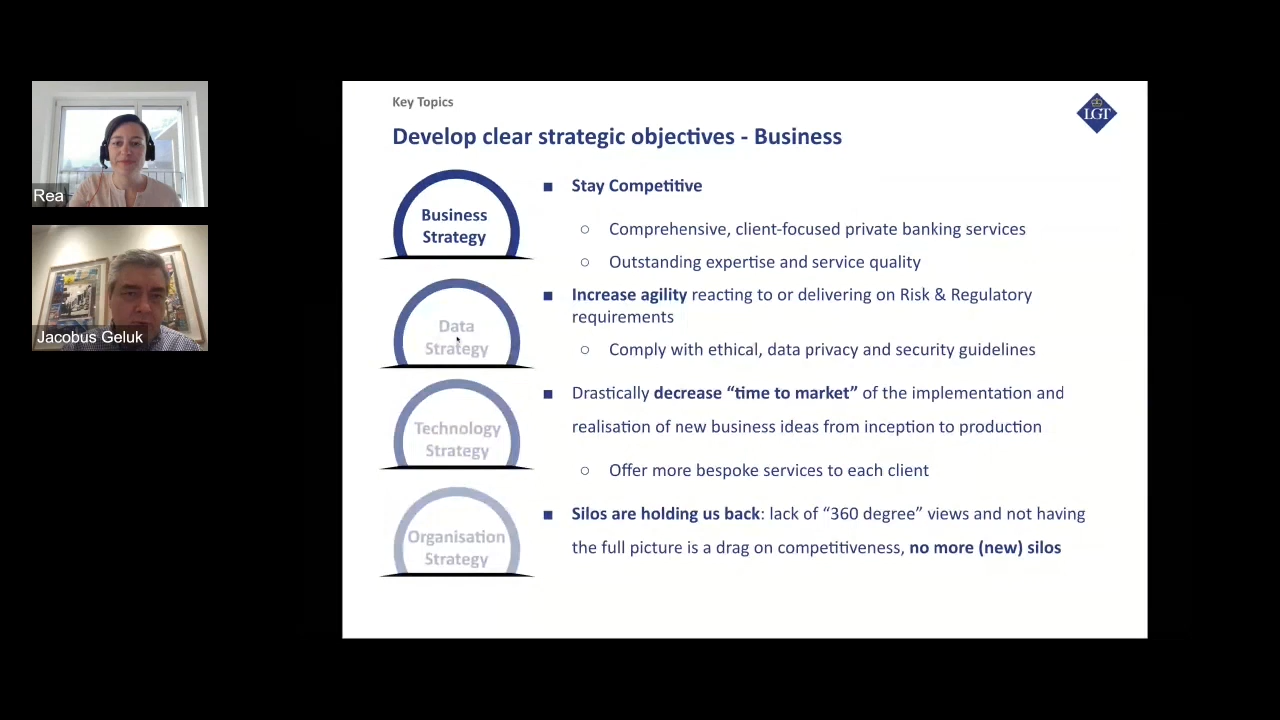 Rea
Jacobus Geluk
Key Topics
LGT
Develop clear strategic objectives - Business
Business
Strategy
■ Stay Competitive
○ Comprehensive, client-focused private banking services
○ Outstanding expertise and service quality
Data
Strategy
■ Increase agility reacting to or delivering on Risk & Regulatory
requirements
○ Comply with ethical, data privacy and security guidelines
Technology
Strategy
■ Drastically decrease “time to market” of the implementation and
realisation of new business ideas from inception to production
○ Offer more bespoke services to each client
Organisation
Strategy
■ Silos are holding us back: lack of “360 degree” views and not having
the full picture is a drag on competitiveness, no more (new) silos